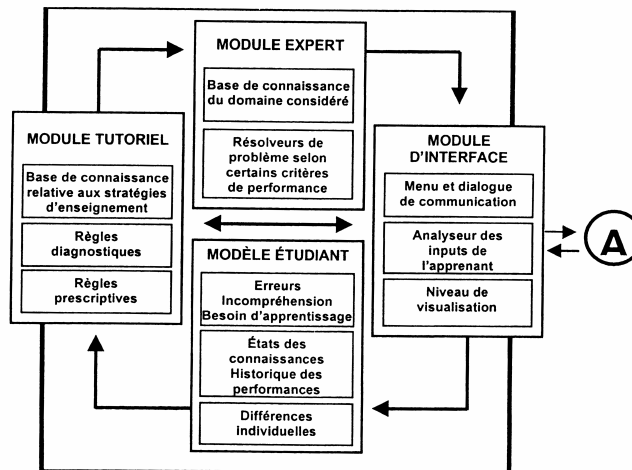 MODULE EXPERT
Base de connaissance
du domaine considéré
Résolveurs de
problème selon
certains critères
de performance
MODULE TUTORIEL
Base de connaissance
relative aux stratégies
d'enseignement
Règles
diagnostiques
Règles
prescriptives
MODULE
D'INTERFACE
Menu et dialogue
de communication
Analyseur des
inputs de
l'apprenant
Niveau de
visualisation
A
MODÈLE ÉTUDIANT
Erreurs
Incompréhension
Besoin d'apprentissage
États des
connaissances
Historique des
performances
Différences
individuelles